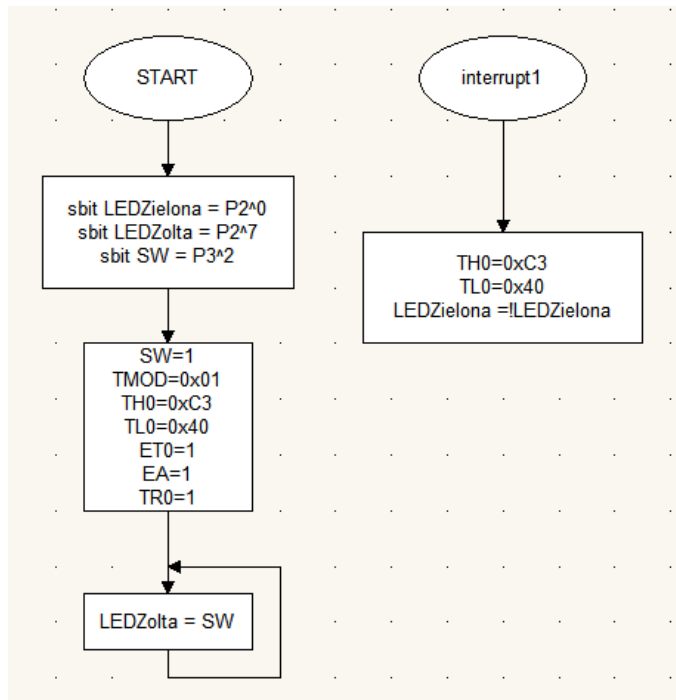 START
sbit LEDZielona = P2^0
sbit LEDZolta = P2^7
sbit SW = P3^2
SW=1
TMOD=0x01
TH0=0xC3
TL0=0x40
ET0=1
EA=1
TR0=1
LEDZolta = SW
interrupt1
TH0=0xC3
TL0=0x40
LEDZielona =!LEDZielona